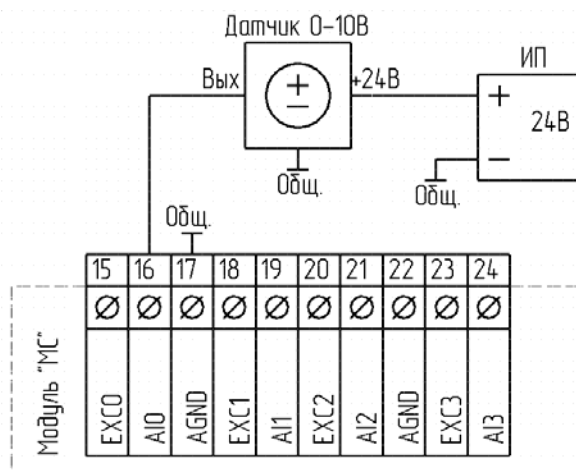 Датчик 0-10В
ИП
Вых
+24В
24В
Общ.
Общ.
Общ.
15 16 17 18 19 20 21 22 23 24
Модуль "МС"
EXC0
AI0
AGND
EXC1
AI1
EXC2
AI2
AGND
EXC3
AI3